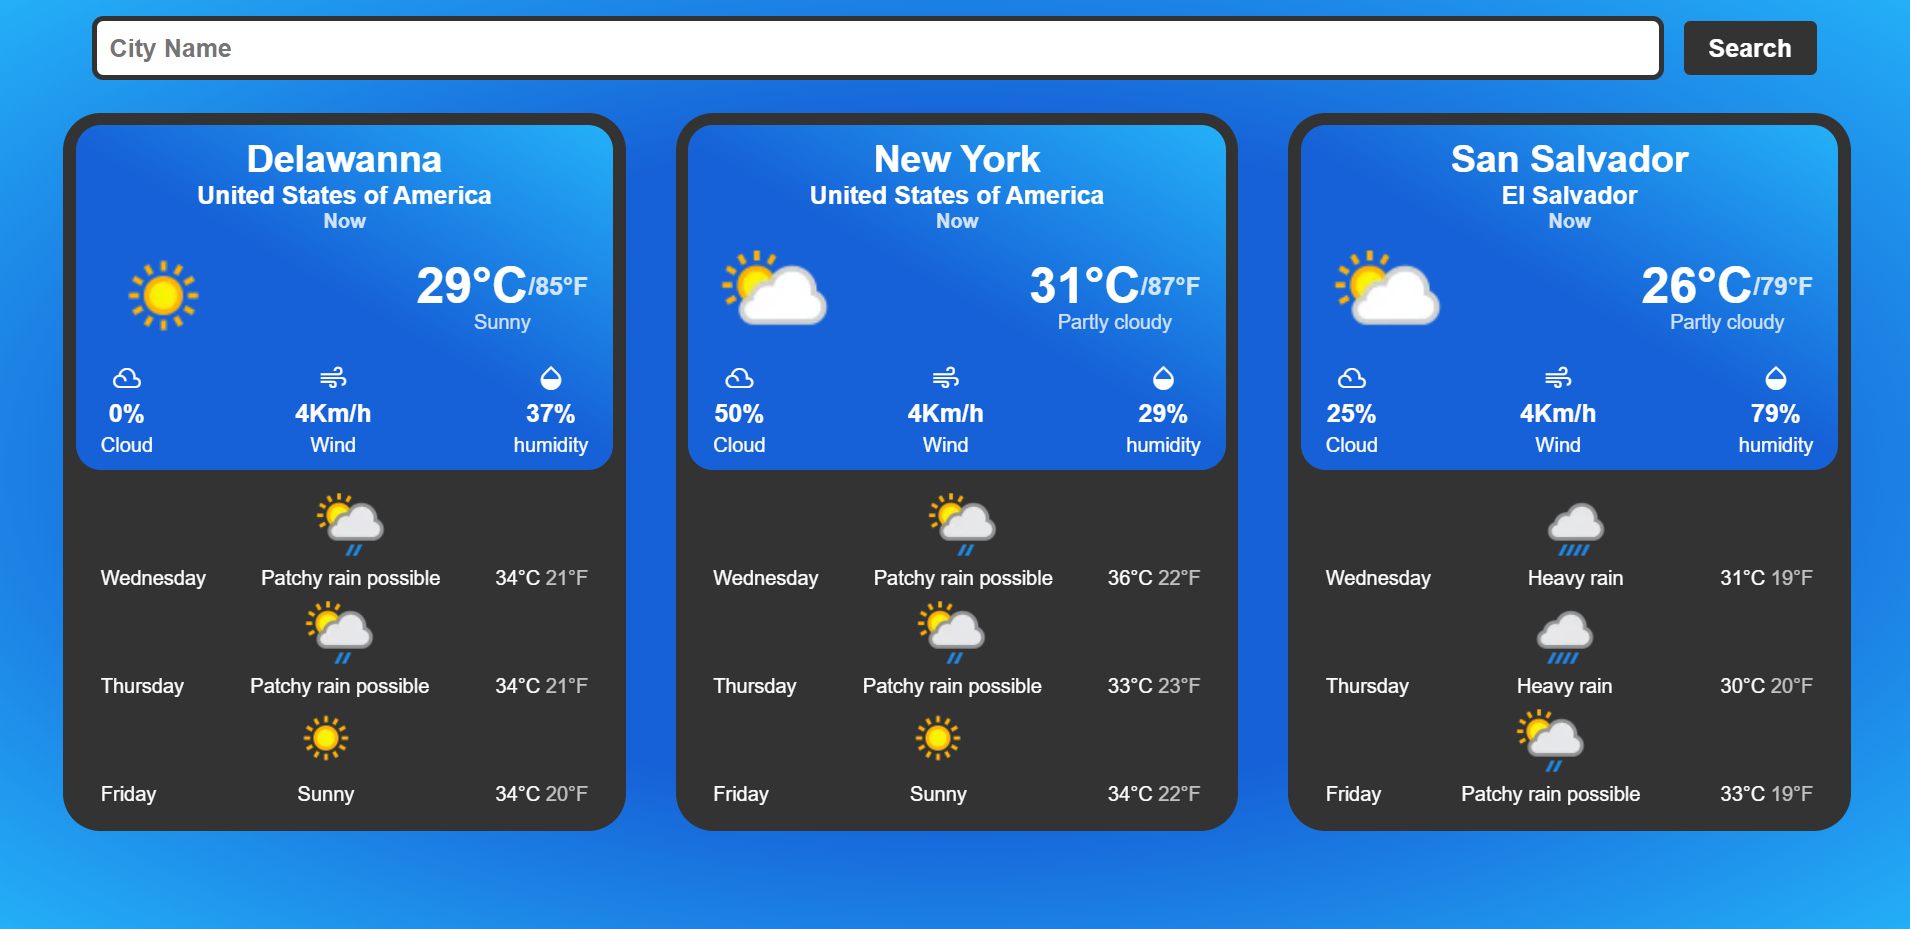 City Name
Search
Delawanna
United States of America
Now
29°C/85°F
Sunny
0% 4Km/h 37%
Cloud Wind humidity
Wednesday Patchy rain possible 34°C 21°F
Thursday Patchy rain possible 34°C 21°F
Friday Sunny 34°C 20°F
New York
United States of America
Now
31°C/87°F
Partly cloudy
50% 4Km/h 29%
Cloud Wind humidity
Wednesday Patchy rain possible 36°C 22°F
Thursday Patchy rain possible 33°C 23°F
Friday Sunny 34°C 22°F
San Salvador
El Salvador
Now
26°C/79°F
Partly cloudy
25% 4Km/h 79%
Cloud Wind humidity
Wednesday Heavy rain 31°C 19°F
Thursday Heavy rain 30°C 20°F
Friday Patchy rain possible 33°C 19°F